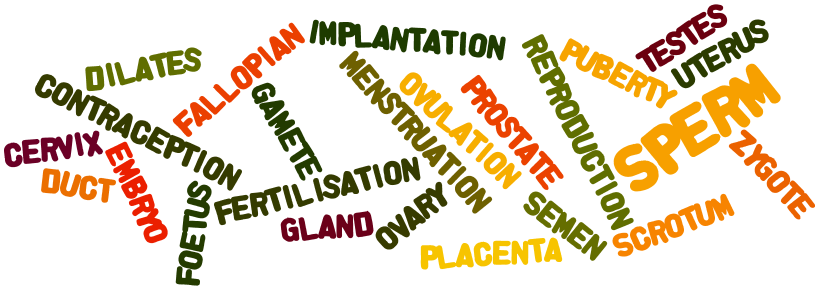 IMPLANTATION
TESTES
UTERUS
PUBERTY
REPRODUCTION
DILATES
FALLOPIAN
MENSTRUATION
OVULATION
PROSTATE
SPERM
CONTRACEPTION
GAMETE
CERVIX
EMBRYO
DUCT
FERTILISATION
ZYGOTE
FOETUS
GLAND
OVARY
SEMEN
SCROTUM
PLACENTA